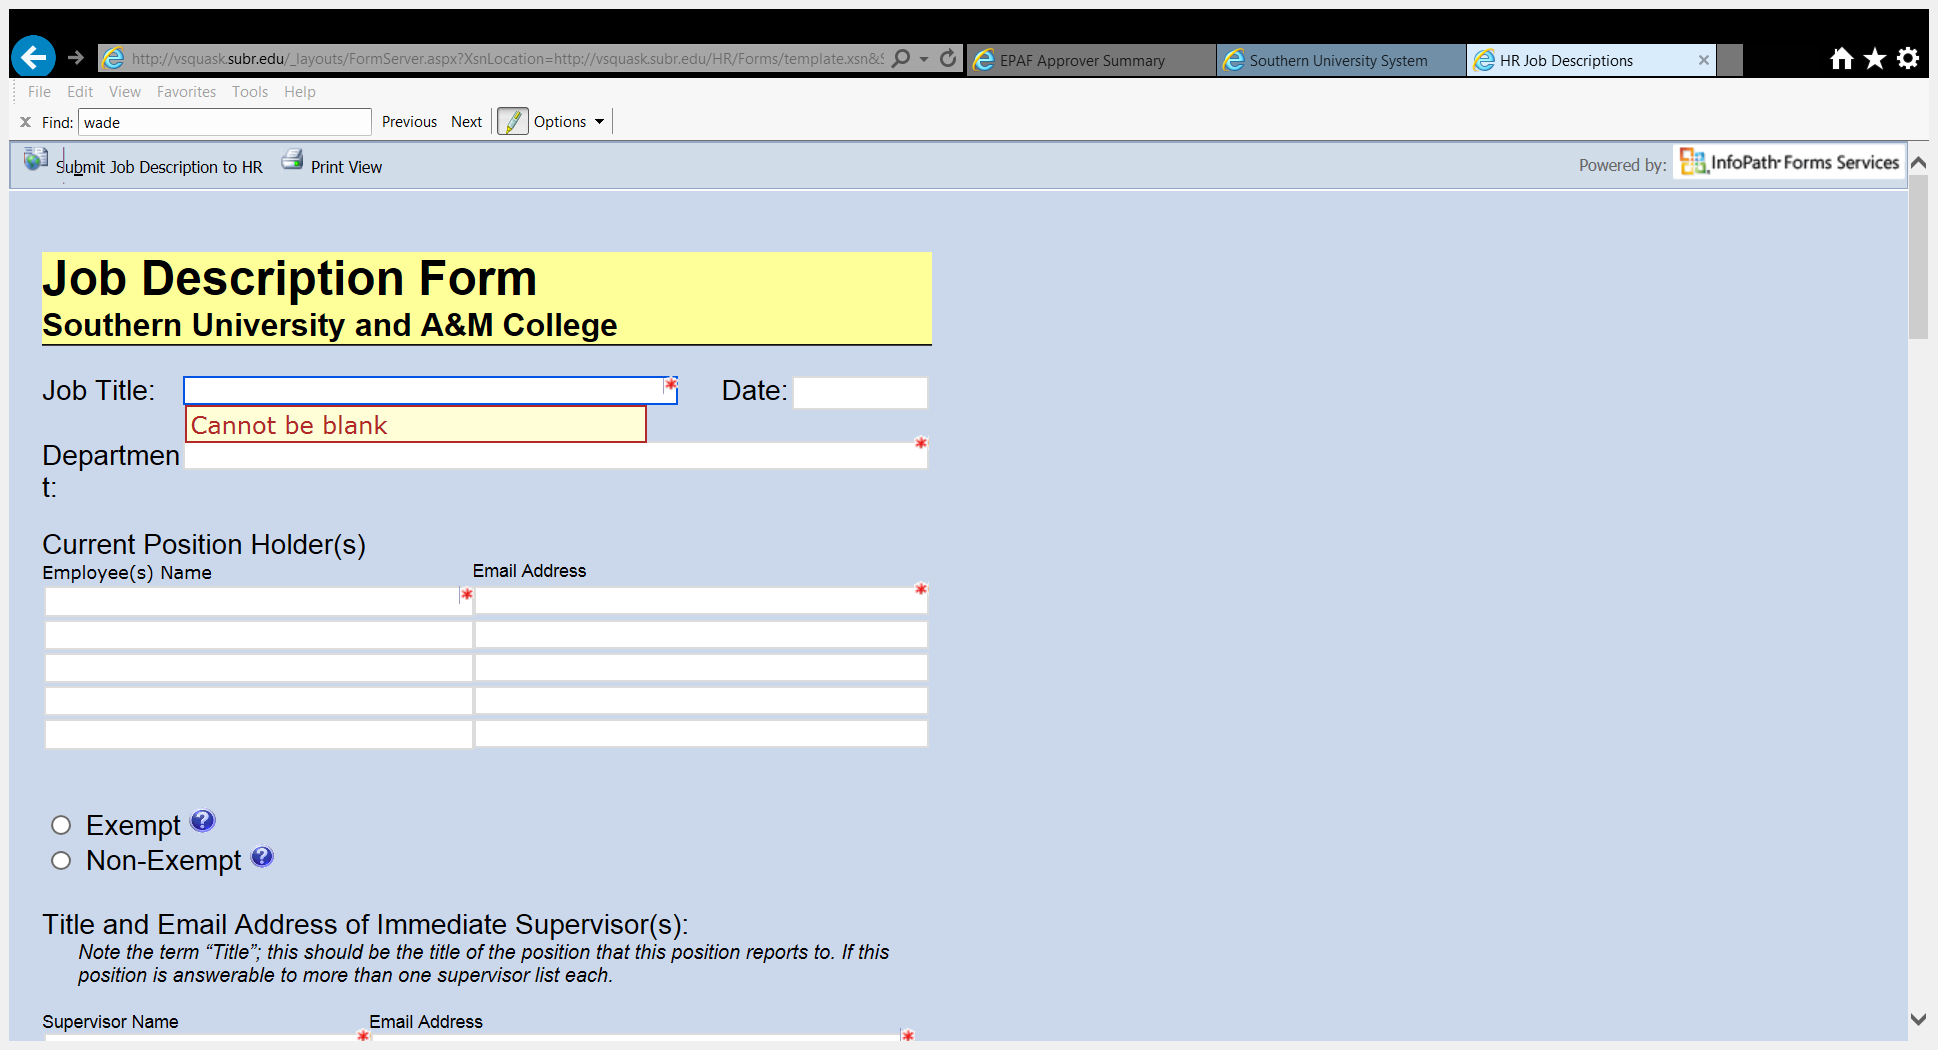 http://vsquask.subr.edu/_layouts/FormServer.aspx?XsnLocation=http://vsquask.subr.edu/HR/Forms/template.xsn&S
EPAF Approver Summary
Southern University System
HR Job Descriptions
File Edit View Favorites Tools Help
x Find: wade Previous Next Options
Submit Job Description to HR Print View
Powered by: InfoPath Forms Services
Job Description Form
Southern University and A&M College
Job Title: * Date:
Cannot be blank
Departmen *
t:
Current Position Holder(s)
Employee(s) Name Email Address
* *
Exempt ?
Non-Exempt ?
Title and Email Address of Immediate Supervisor(s):
Note the term “Title”; this should be the title of the position that this position reports to. If this
position is answerable to more than one supervisor list each.
Supervisor Name Email Address
* *